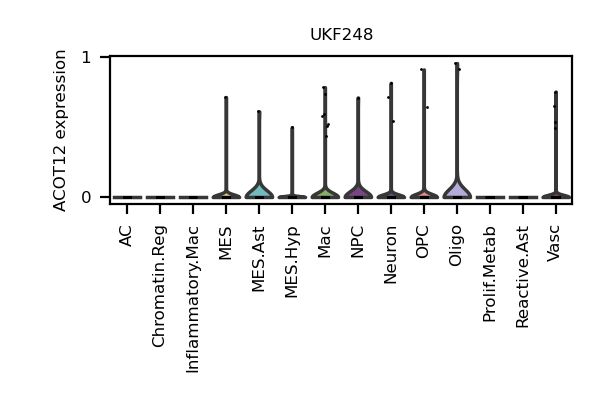 UKF248
ACOT12 expression
1
0
AC
Chromatin.Reg
Inflammatory.Mac
MES
MES.Ast
MES.Hyp
Mac
NPC
Neuron
OPC
Oligo
Prolif.Metab
Reactive.Ast
Vasc